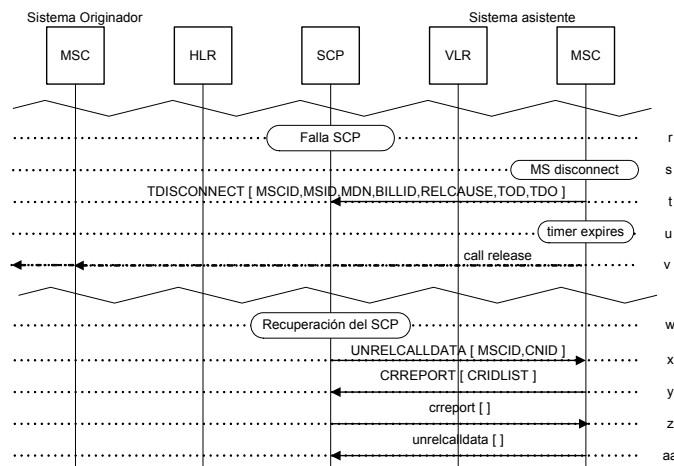 Sistema Originador
Sistema asistente
MSC
HLR
SCP
VLR
MSC
Falla SCP
r
MS disconnect
s
TDISCONNECT [ MSCID,MSID,MDN,BILLID,RELCAUSE,TOD,TDO ]
t
timer expires
u
call release
v
Recuperación del SCP
w
UNRELCALLDATA [ MSCID,CNID ]
x
CRREPORT [ CRIDLIST ]
y
crreport [ ]
z
unrelcalldata [ ]
aa